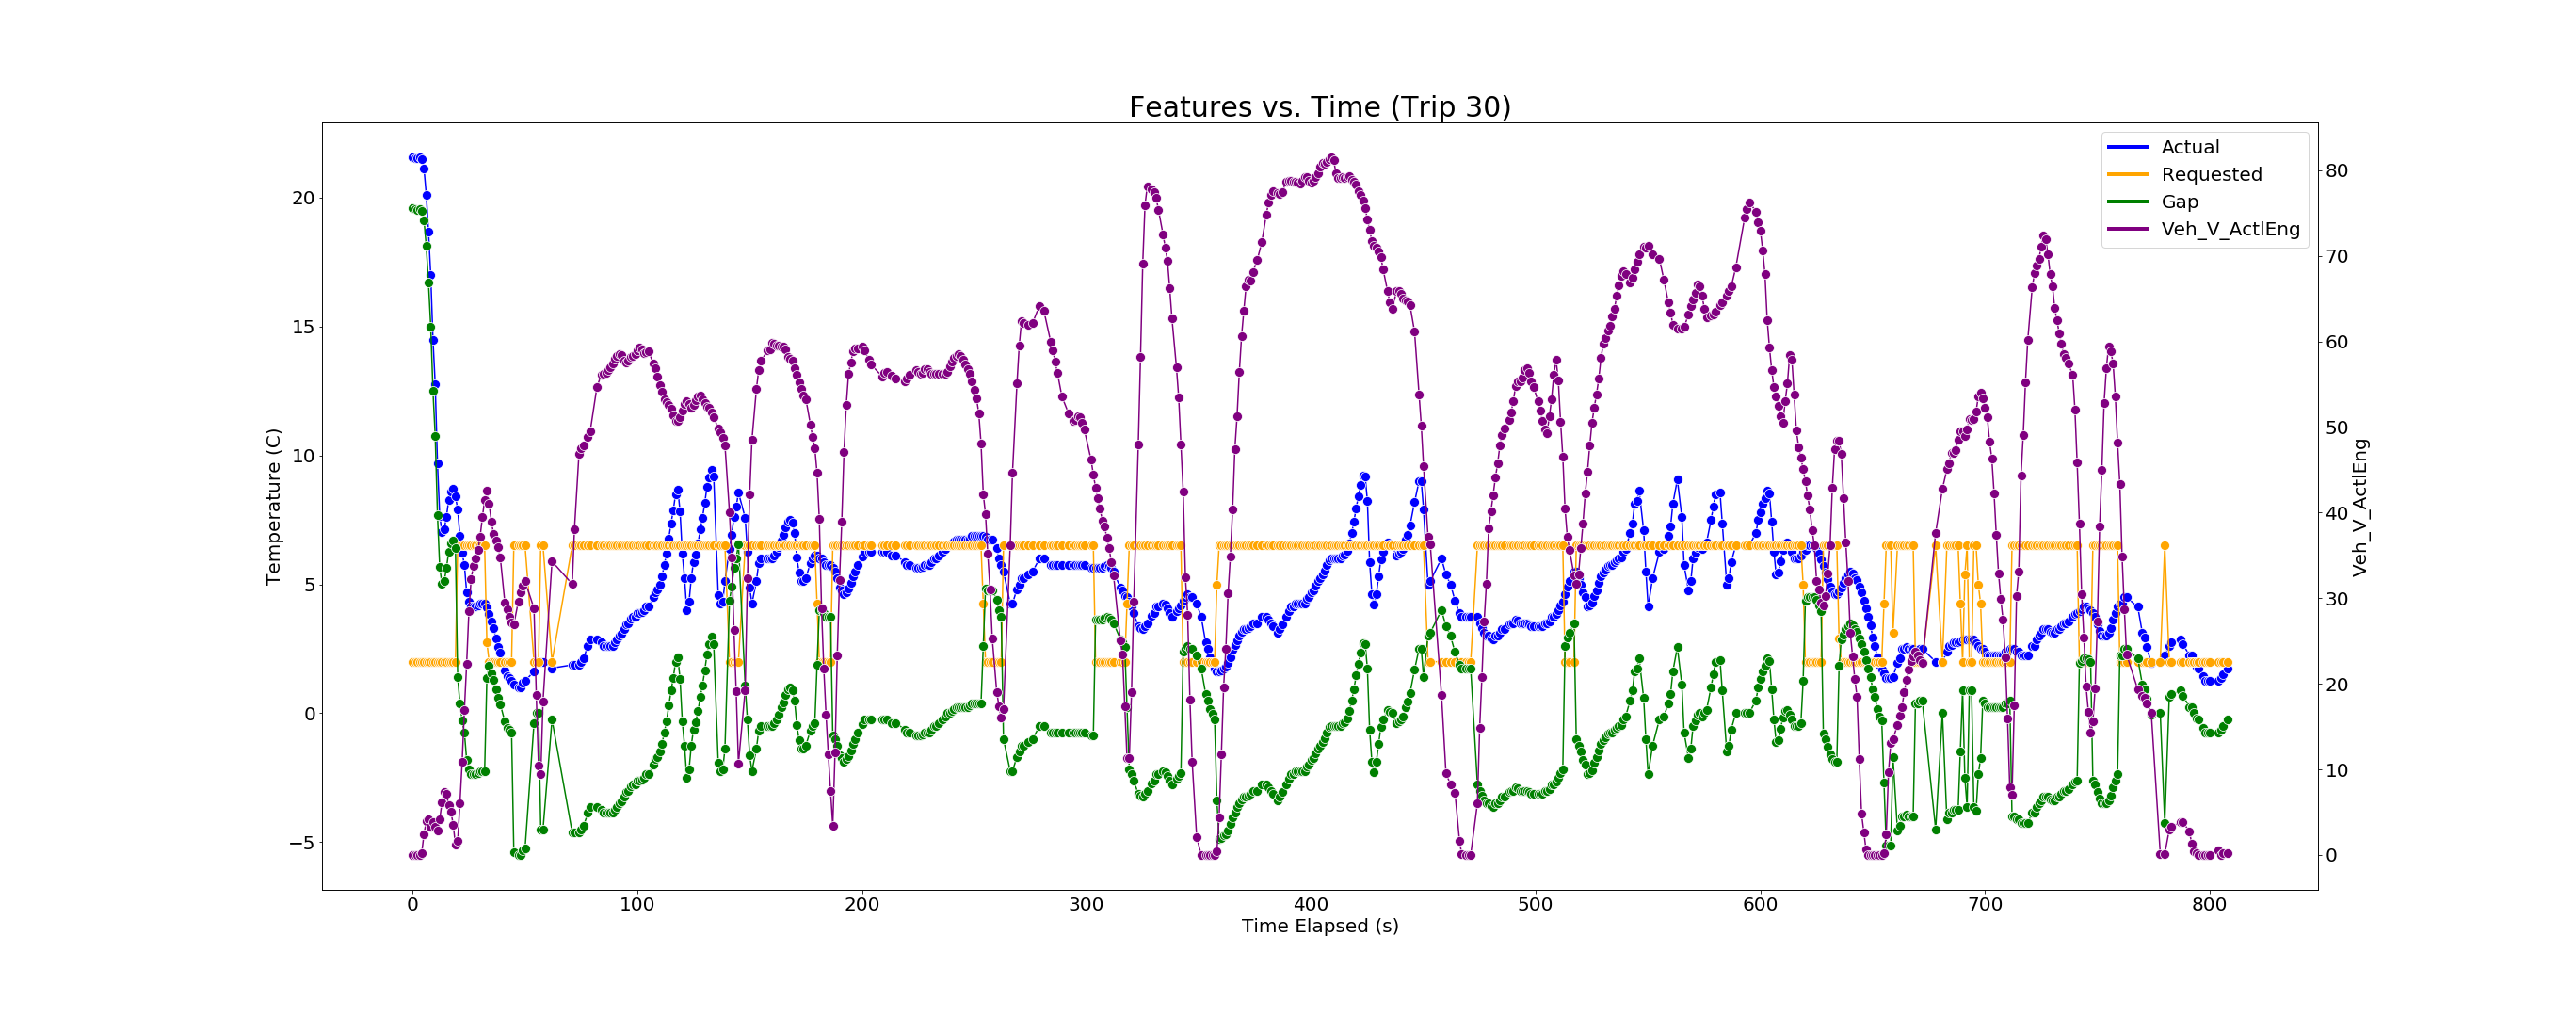 Features vs. Time (Trip 30)
Actual
Requested
Gap
Veh_V_ActlEng
Temperature (C)
20
15
10
5
0
−5
80
70
60
50
40
30
20
10
0
Veh_V_ActlEng
0 100 200 300 400 500 600 700 800
Time Elapsed (s)